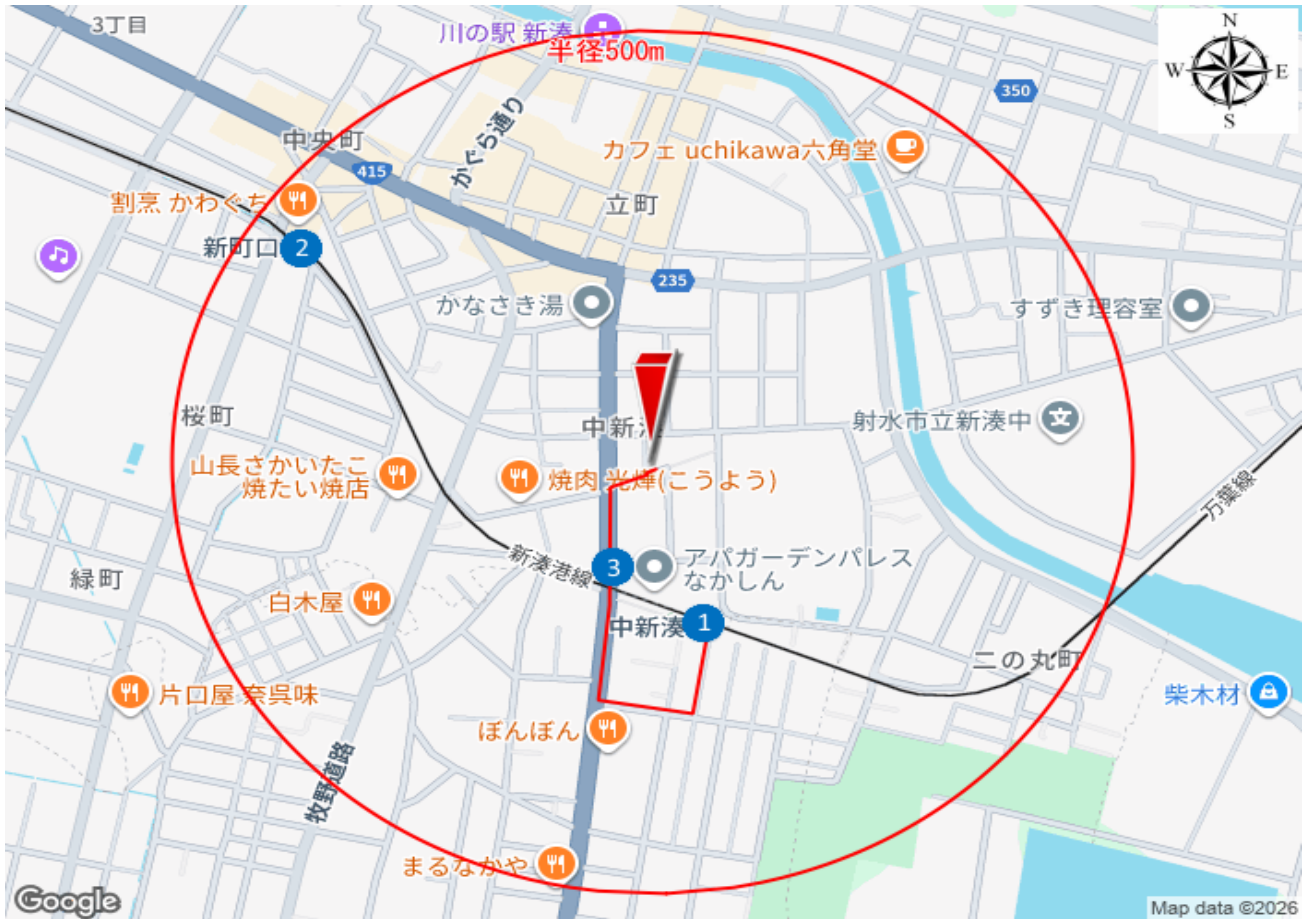 3丁目
川の駅 新湊
半径500m
N
W
E
S
350
中央町
かぐら通り
カフェ uchikawa六角堂
415
割烹 かわぐち
立町
新町口
2
235
かなさき湯
すずき理容室
桜町
中新湊
射水市立新湊中
文
山長さかいたこ
焼たい焼店
焼肉 光燁(こうよう)
万葉線
新湊港線
3
アパガーデンパレス
なかしん
緑町
白木屋
中新湊
1
二の丸町
片口屋 奈呉味
柴木材
ぼんぼん
牧野道路
まるなかや
Google
Map data ©2026